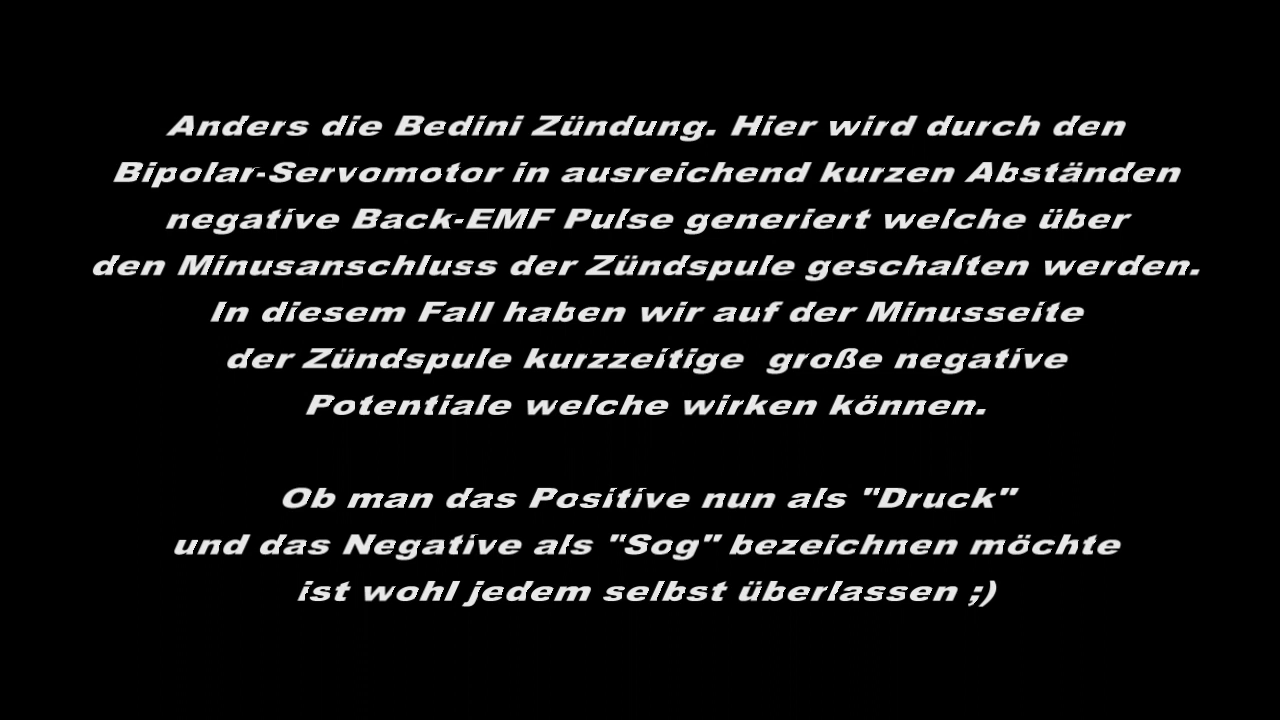 Anders die Bedini Zündung. Hier wird durch den
Bipolar-Servomotor in ausreichend kurzen Abständen
negative Back-EMF Pulse generiert welche über
den Minusanschluss der Zündspule geschalten werden.
In diesem Fall haben wir auf der Minusseite
der Zündspule kurzzeitige  große negative
Potentiale welche wirken können.
Ob man das Positive nun als "Druck"
und das Negative als "Sog" bezeichnen möchte
ist wohl jedem selbst überlassen ;)